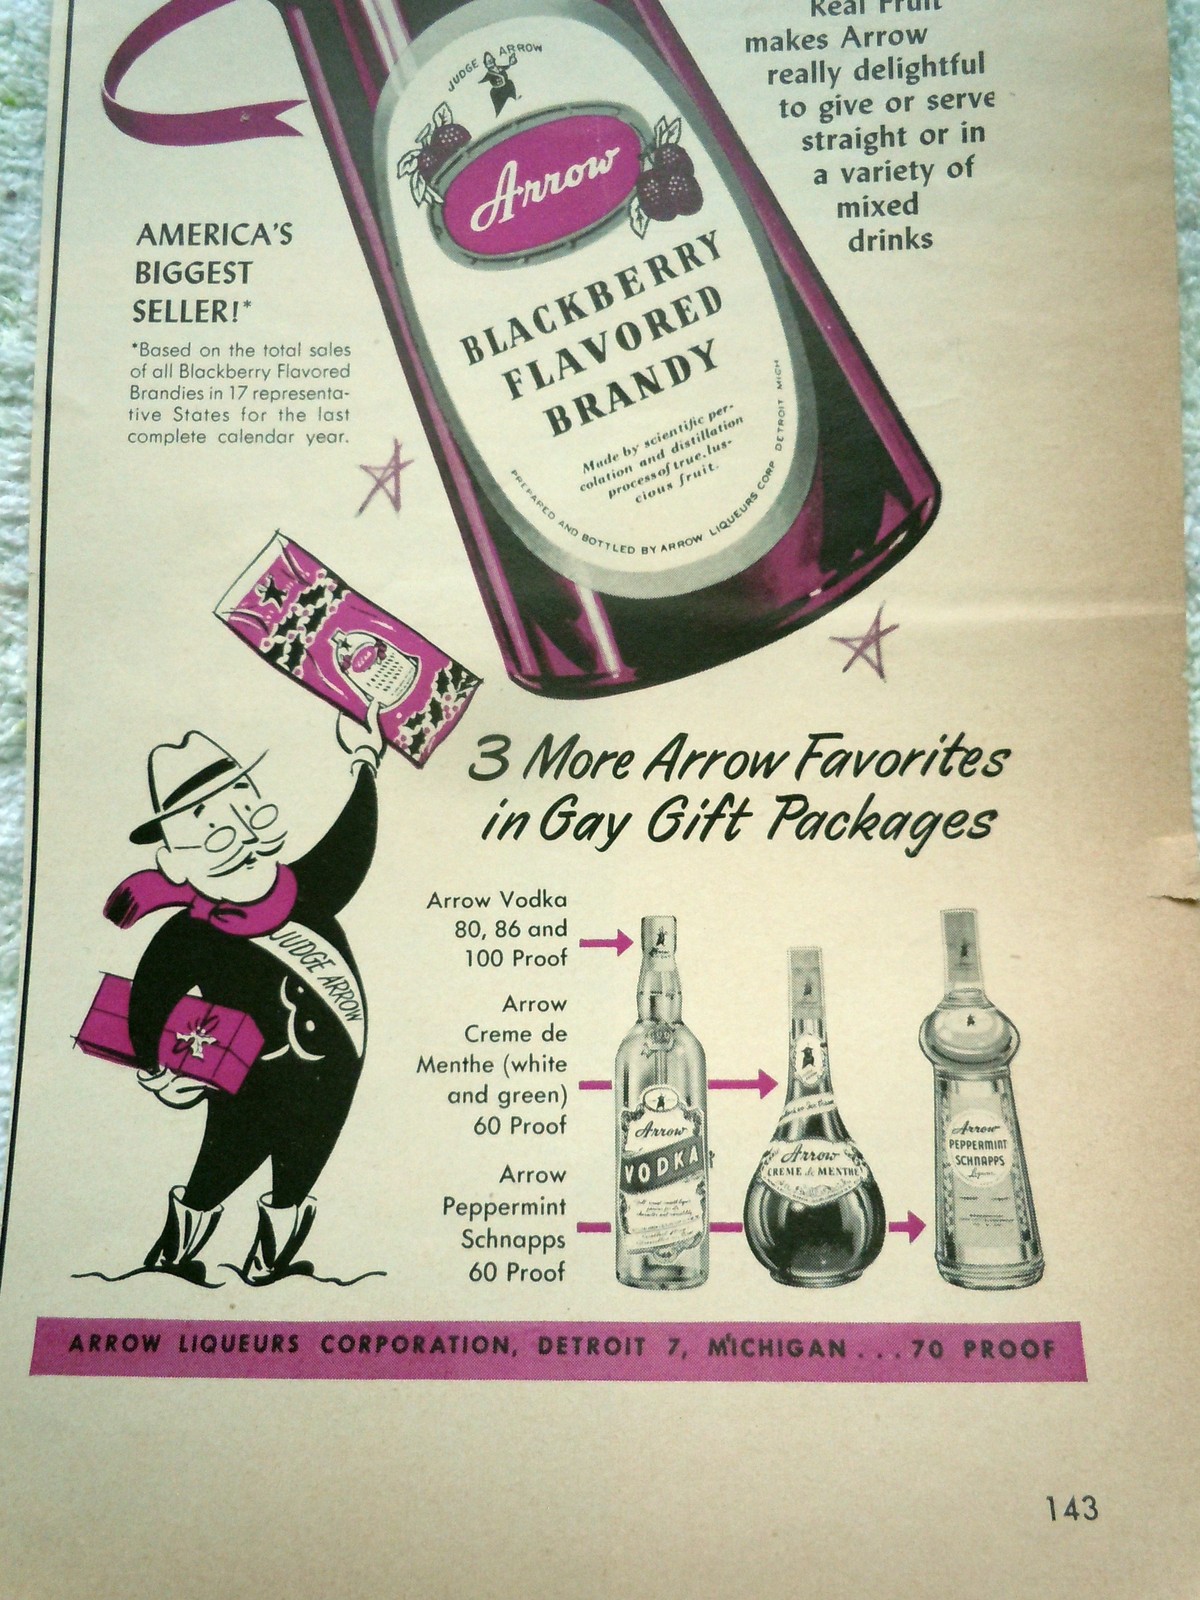 Real Fruit
makes Arrow
really delightful
to give or serve
straight or in
a variety of
mixed
drinks
JUDGE ARROW
Arrow
BLACKBERRY
FLAVORED
BRANDY
Made by scientific per-
colation and distillation
process of true, lus-
cious fruit.
PREPARED AND BOTTLED BY ARROW LIQUEURS CORP DETROIT MICH
AMERICA'S
BIGGEST
SELLER!*
*Based on the total sales
of all Blackberry Flavored
Brandies in 17 representa-
tive States for the last
complete calendar year.
3 More Arrow Favorites
in Gay Gift Packages
JUDGE ARROW
Arrow Vodka
80, 86 and
100 Proof
Arrow
Creme de
Menthe (white
and green)
60 Proof
Arrow
Peppermint
Schnapps
60 Proof
Arrow
VODKA
Arrow
CREME de MENTHE
Arrow
PEPPERMINT
SCHNAPPS
Liqueur
ARROW LIQUEURS CORPORATION, DETROIT 7, MICHIGAN...70 PROOF
143